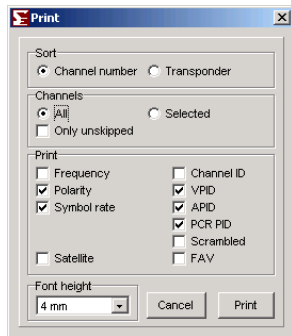 Print
Sort
Channel number Transponder
Channels
All Selected
Only unskipped
Print
Frequency Channel ID
Polarity VPID
Symbol rate APID
PCR PID
Scrambled
Satellite FAV
Font height
4 mm Cancel Print